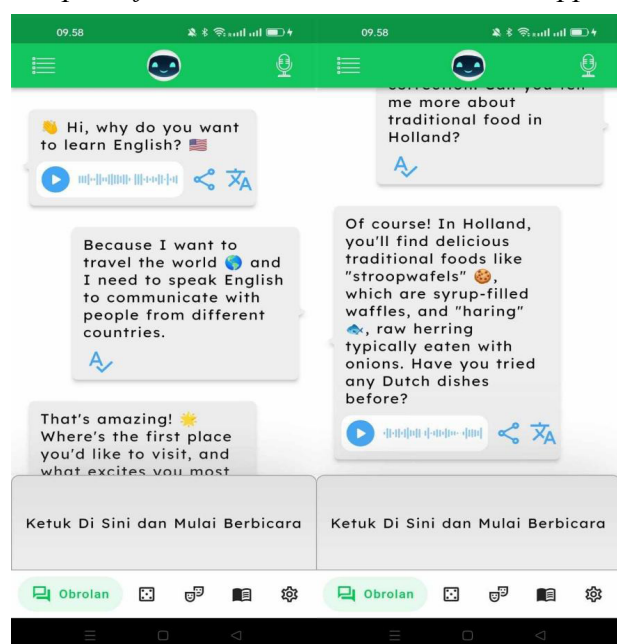 09.58
👋 Hi, why do you want
to learn English? 🇺🇸
Because I want to
travel the world 🌎 and
I need to speak English
to communicate with
people from different
countries.
That's amazing! 🌟
Where's the first place
you'd like to visit, and
what excites you most
Ketuk Di Sini dan Mulai Berbicara
Obrolan
09.58
me more about
traditional food in
Holland?
Of course! In Holland,
you'll find delicious
traditional foods like
"stroopwafels" 🍪,
which are syrup-filled
waffles, and "haring"
🐟, raw herring
typically eaten with
onions. Have you tried
any Dutch dishes
before?
Ketuk Di Sini dan Mulai Berbicara
Obrolan